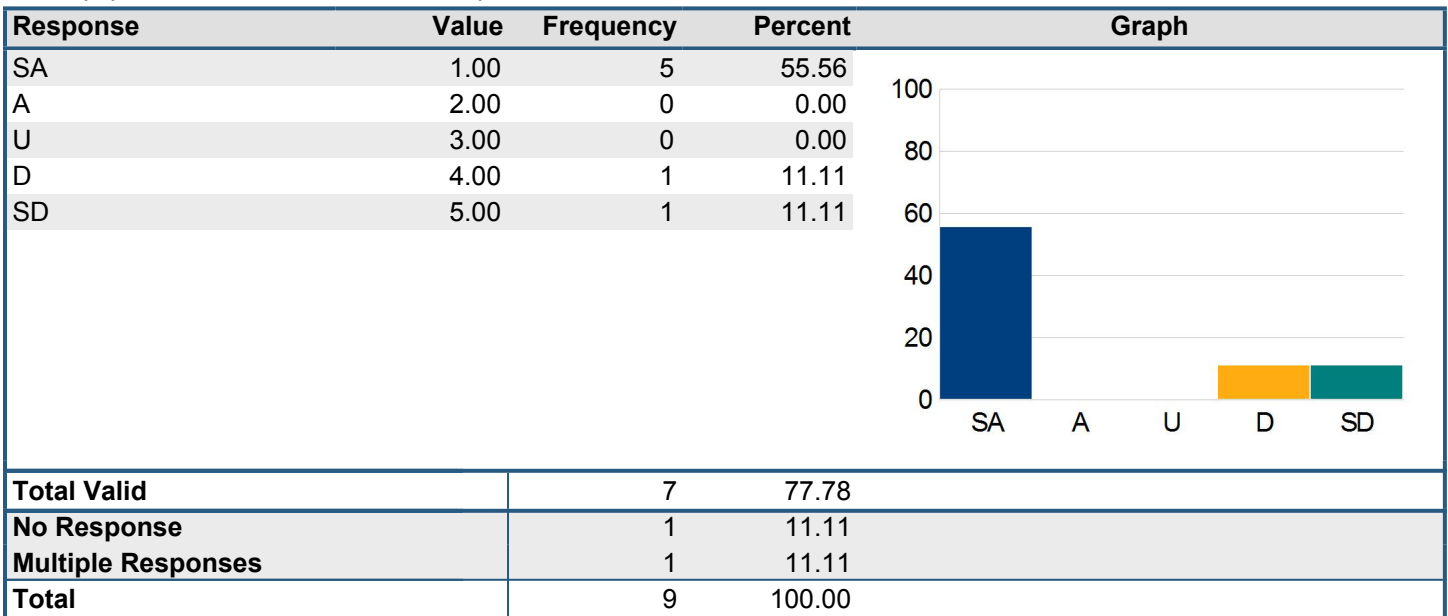 Response Value Frequency Percent Graph
SA 1.00 5 55.56
A 2.00 0 0.00
U 3.00 0 0.00
D 4.00 1 11.11
SD 5.00 1 11.11
100
80
60
40
20
0
SA A U D SD
Total Valid 7 77.78
No Response 1 11.11
Multiple Responses 1 11.11
Total 9 100.00